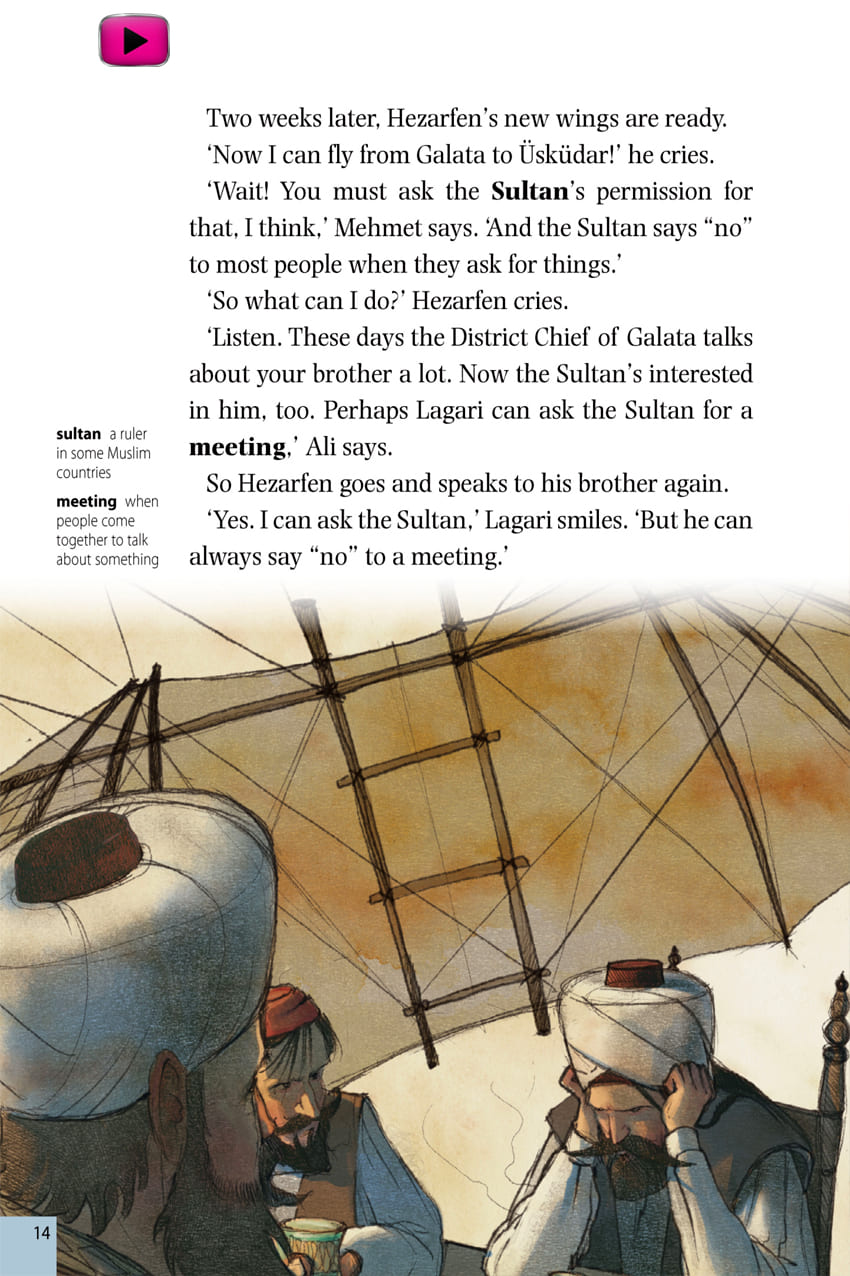 Two weeks later, Hezarfen’s new wings are ready.
‘Now I can fly from Galata to Üsküdar!’ he cries.
‘Wait! You must ask the Sultan’s permission for
that, I think,’ Mehmet says. ‘And the Sultan says “no”
to most people when they ask for things.’
‘So what can I do?’ Hezarfen cries.
‘Listen. These days the District Chief of Galata talks
about your brother a lot. Now the Sultan’s interested
in him, too. Perhaps Lagari can ask the Sultan for a
meeting,’ Ali says.
So Hezarfen goes and speaks to his brother again.
‘Yes. I can ask the Sultan,’ Lagari smiles. ‘But he can
always say “no” to a meeting.’
sultan a ruler
in some Muslim
countries
meeting when
people come
together to talk
about something
14